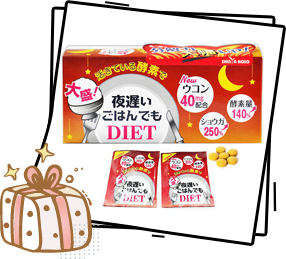 SHINYA KOSO
生きている酵素で
大盛!
夜遅い
ごはんでも
DIET
New
ウコン
40mg
配合
ショウガ
250%
酵素量
140%
夜遅い
ごはんでも
DIET
夜遅い
ごはんでも
DIET